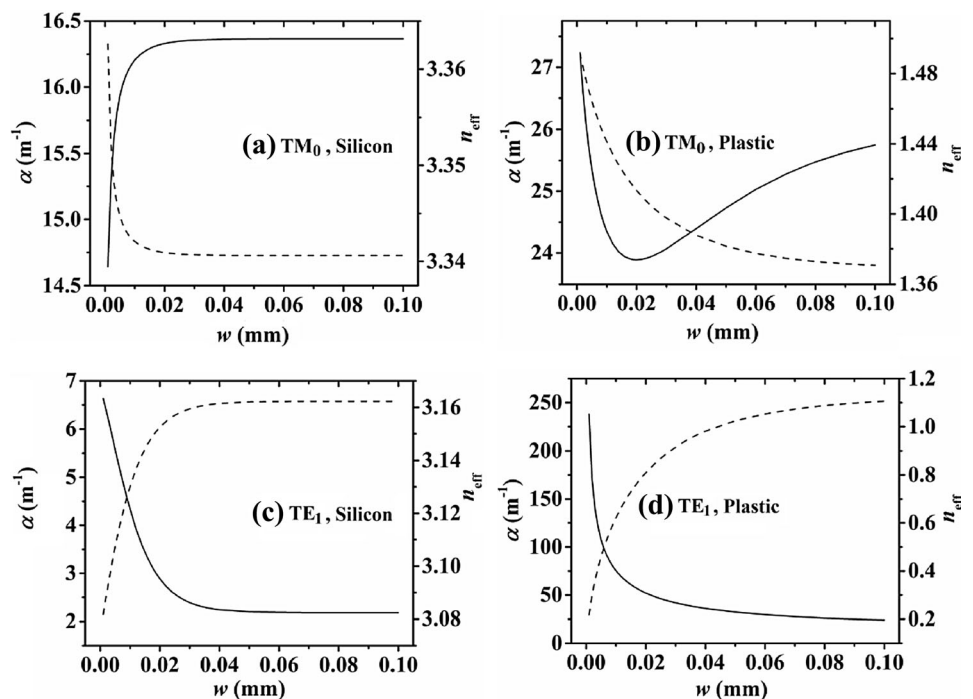 16.5
16.0
15.5
15.0
14.5
α (m⁻¹)
(a) TM₀ , Silicon
3.36
3.35
3.34
n_eff
0.00 0.02 0.04 0.06 0.08 0.10
w (mm)
27
26
25
24
α (m⁻¹)
(b) TM₀ , Plastic
1.48
1.44
1.40
1.36
n_eff
0.00 0.02 0.04 0.06 0.08 0.10
w (mm)
7
6
5
4
3
2
α (m⁻¹)
(c) TE₁ , Silicon
3.16
3.14
3.12
3.10
3.08
n_eff
0.00 0.02 0.04 0.06 0.08 0.10
w (mm)
250
200
150
100
50
0
α (m⁻¹)
(d) TE₁ , Plastic
1.2
1.0
0.8
0.6
0.4
0.2
n_eff
0.00 0.02 0.04 0.06 0.08 0.10
w (mm)